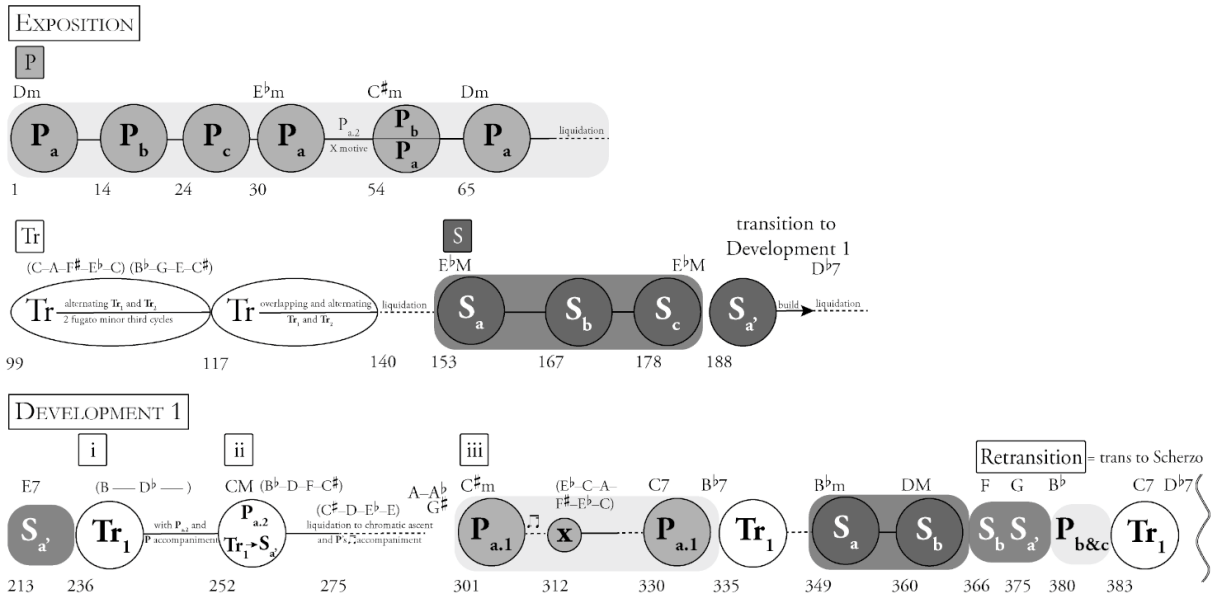 EXPOSITION
P
Dm E♭m C♯m Dm
Pa Pb Pc Pa Pa.2 X motive Pb Pa Pa liquidation
1 14 24 30 54 65
Tr
(C–A–F♯–E♭–C) (B♭–G–E–C♯)
Tr alternating Tr1 and Tr2
2 fugato minor third cycles
Tr overlapping and alternating
Tr1 and Tr2
liquidation
S
E♭M E♭M
Sa Sb Sc Sa'
transition to
Development 1
D♭7
build liquidation
99 117 140 153 167 178 188
DEVELOPMENT 1
i ii iii
Retransition = trans to Scherzo
E7 (B — D♭ — ) CM (B♭–D–F–C♯)
(C♯–D–E♭–E)
A–A♭
G♯
C♯m (E♭–C–A–
F♯–E♭–C)
C7 B♭7 B♭m DM F G B♭ C7 D♭7
Sa' Tr1 with Pa.2 and
P accompaniment
Pa.2
Tr1→Sa'
liquidation to chromatic ascent
and P's ♫ accompaniment
Pa.1 ♫ x Pa.1 Tr1 Sa Sb Sb Sa' Pb&c Tr1
213 236 252 275 301 312 330 335 349 360 366 375 380 383